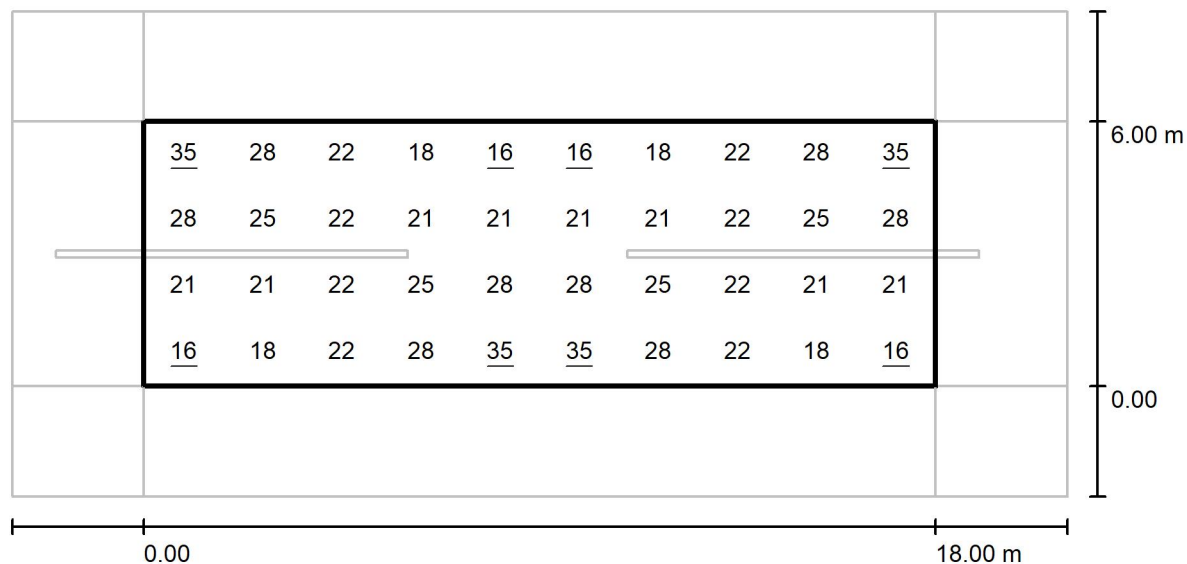 35 28 22 18 16 16 18 22 28 35
6.00 m
28 25 22 21 21 21 21 22 25 28
21 21 22 25 28 28 25 22 21 21
16 18 22 28 35 35 28 22 18 16
0.00
0.00 18.00 m